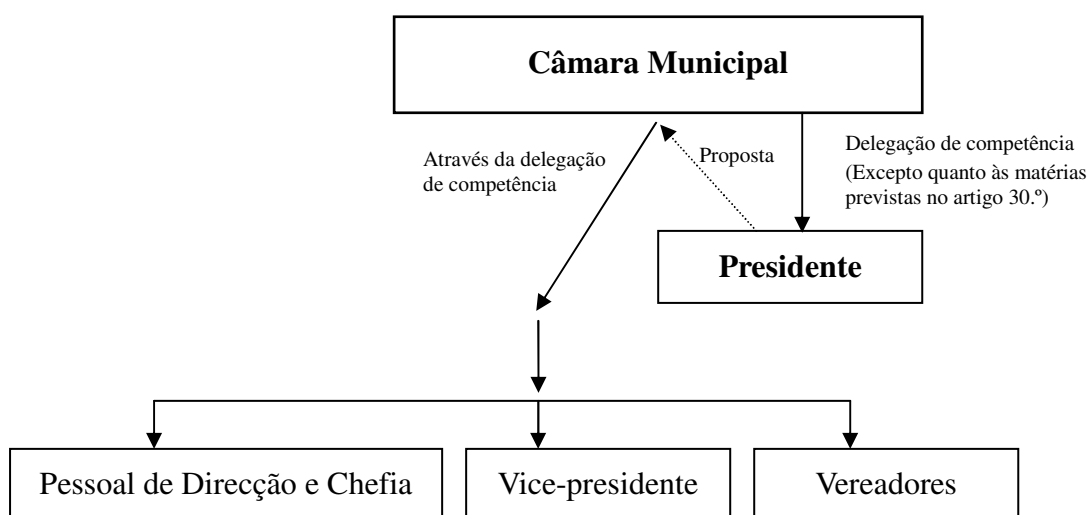 Câmara Municipal
Através da delegação
de competência
Proposta
Delegação de competência
(Excepto quanto às matérias
previstas no artigo 30.º)
Presidente
Pessoal de Direcção e Chefia
Vice-presidente
Vereadores